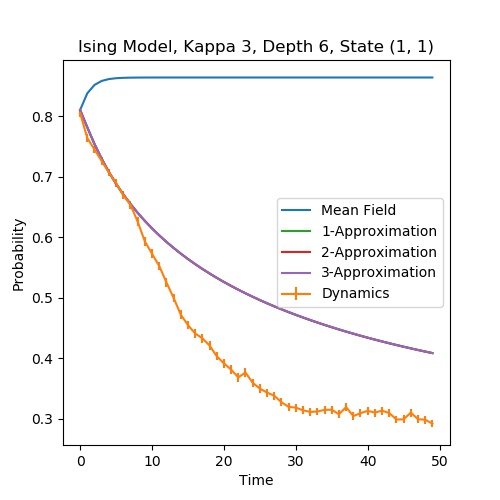 Ising Model, Kappa 3, Depth 6, State (1, 1)
0.8
0.7
0.6
0.5
0.4
0.3
Probability
Mean Field
1-Approximation
2-Approximation
3-Approximation
Dynamics
0 10 20 30 40 50
Time